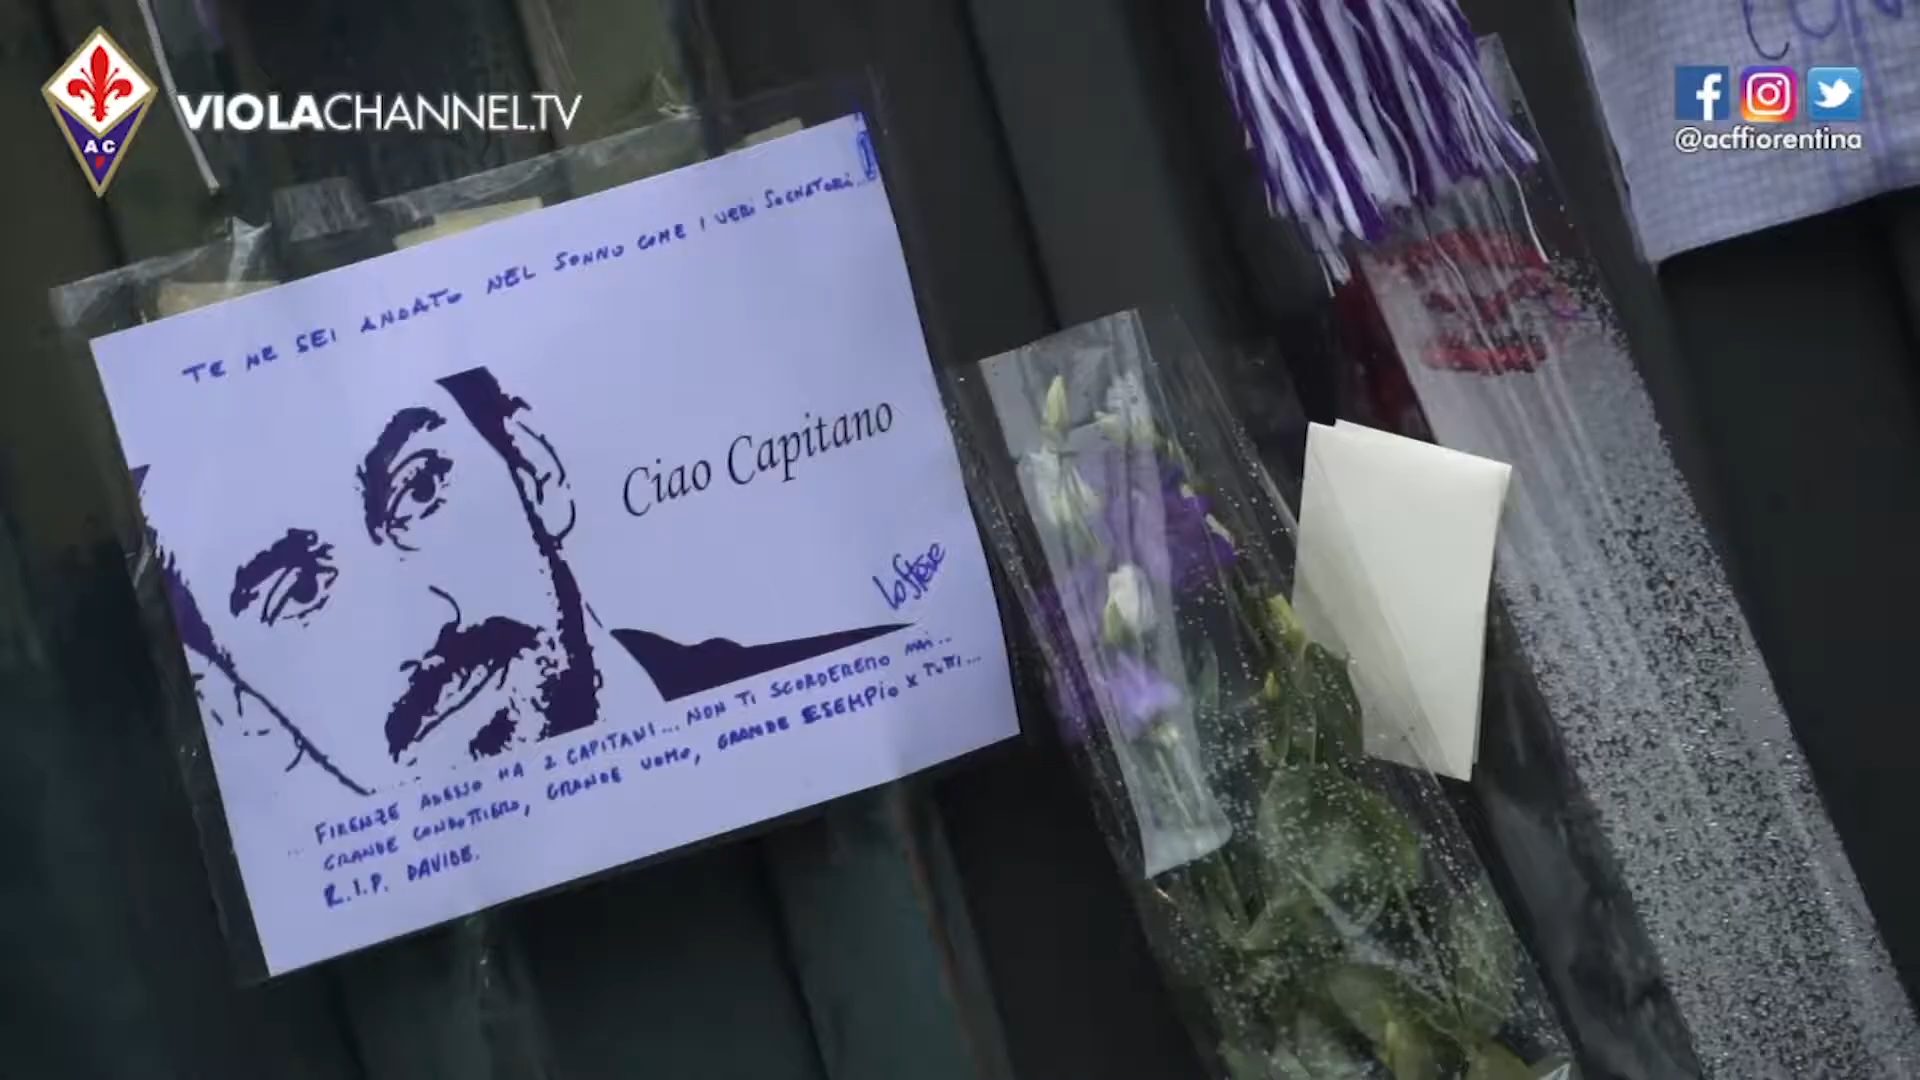 AC
VIOLACHANNEL.TV
@acffiorentina
TE NE SEI ANDATO NEL SONNO COME I VERI SOGNATORI...
Ciao Capitano
LoSteve
... FIRENZE ADESSO HA 2 CAPITANI... NON TI SCORDEREMO MAI...
GRANDE CONDOTTIERO, GRANDE UOMO, GRANDE ESEMPIO X TUTTI...
R.I.P. DAVIDE.